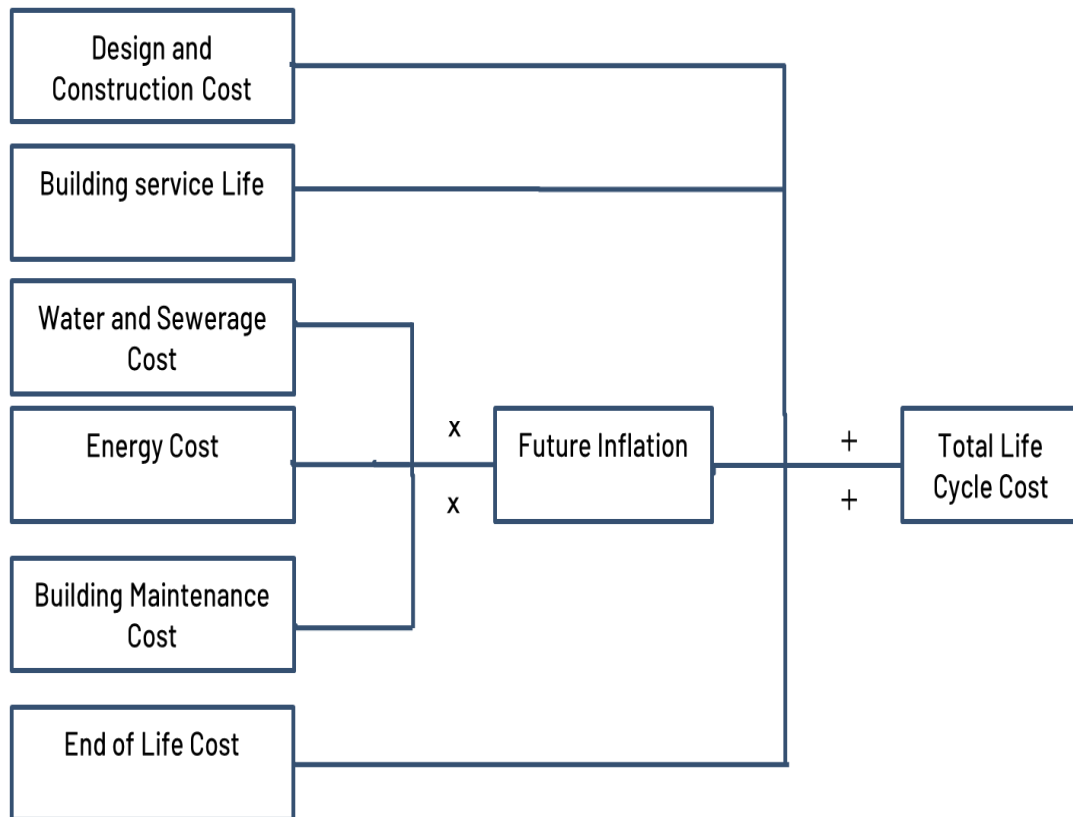 Design and
Construction Cost
Building service Life
Water and Sewerage
Cost
Energy Cost
x
x
Future Inflation
+
+
Total Life
Cycle Cost
Building Maintenance
Cost
End of Life Cost